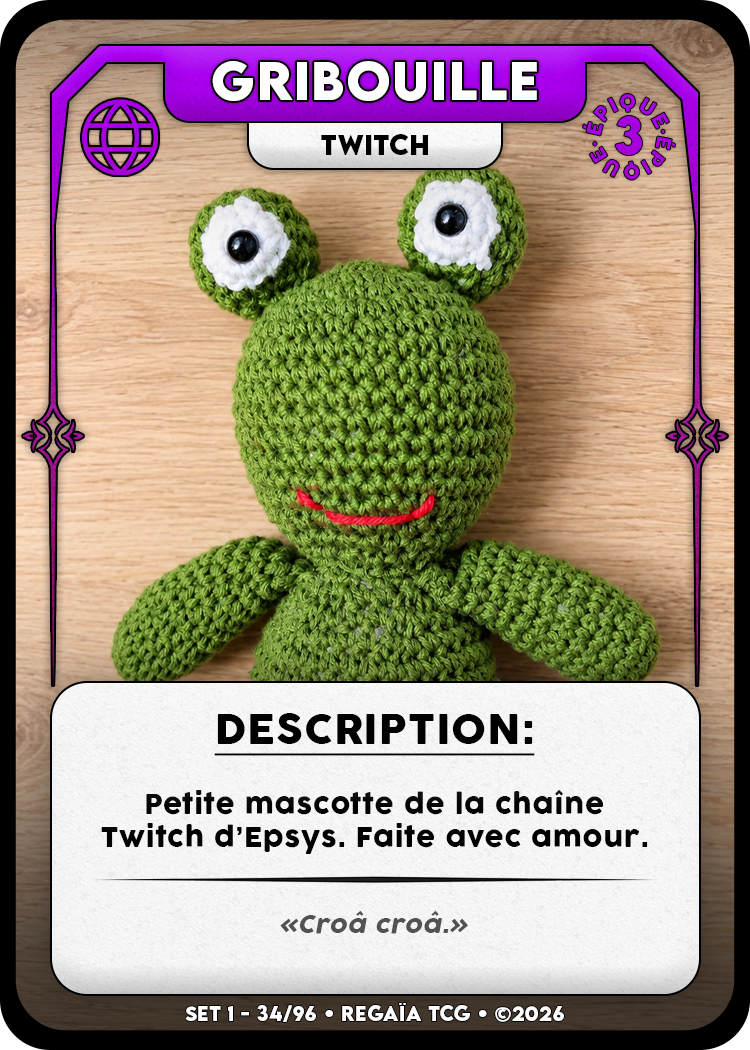 GRIBOUILLE
TWITCH
·ÉPIQUE·ÉPIQUE
3
DESCRIPTION:
Petite mascotte de la chaîne
Twitch d’Epsys. Faite avec amour.
«Croâ croâ.»
SET 1 - 34/96 • REGAÏA TCG • ©2026